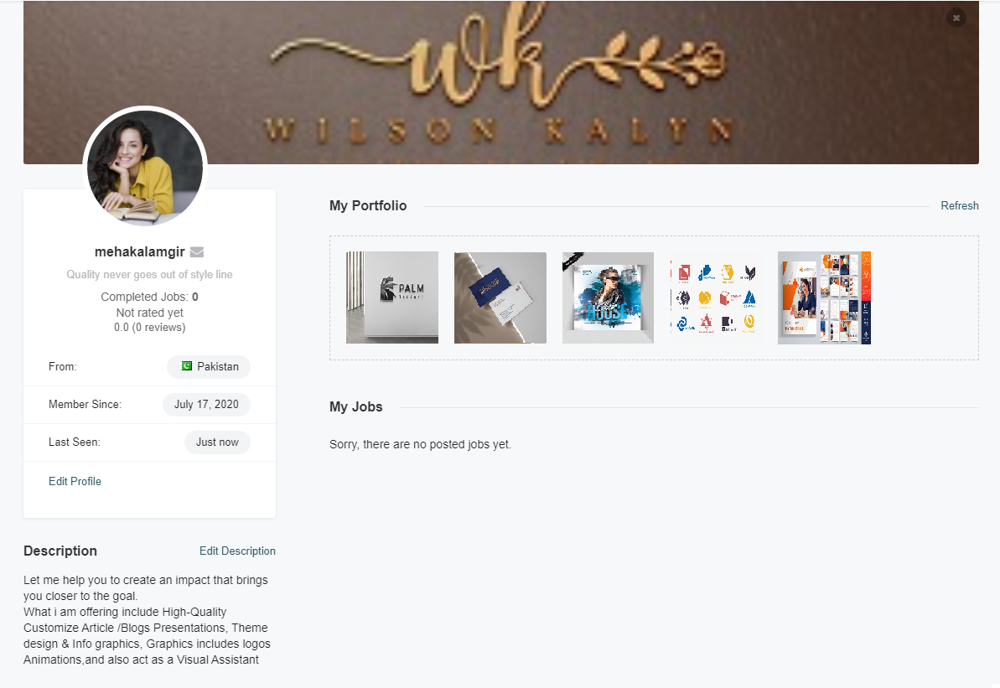 wk
WILSON KALYN
mehakalamgir
Quality never goes out of style line
Completed Jobs: 0
Not rated yet
0.0 (0 reviews)
From: Pakistan
Member Since: July 17, 2020
Last Seen: Just now
Edit Profile
Description Edit Description
Let me help you to create an impact that brings
you closer to the goal.
What i am offering include High-Quality
Customize Article /Blogs Presentations, Theme
design & Info graphics, Graphics includes logos
Animations,and also act as a Visual Assistant
My Portfolio Refresh
PALM
HOUSE
My Jobs
Sorry, there are no posted jobs yet.